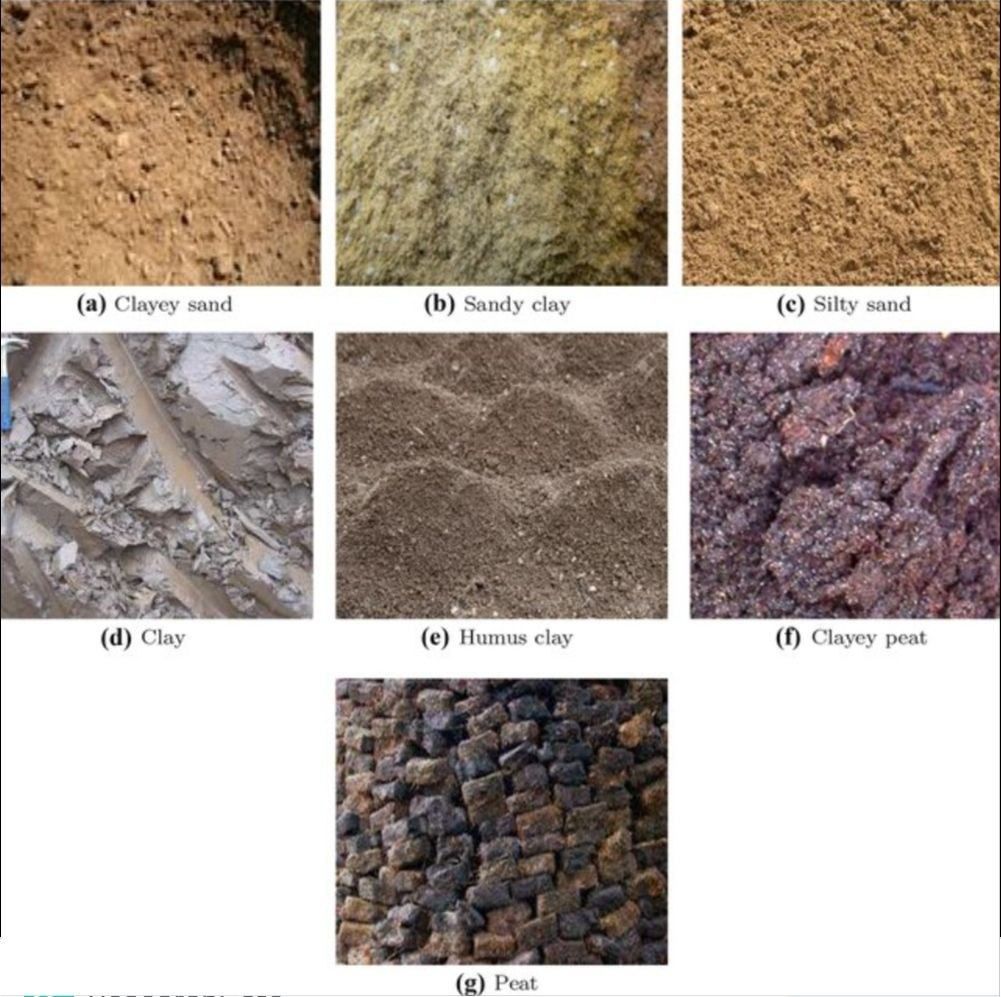 (a) Clayey sand
(b) Sandy clay
(c) Silty sand
(d) Clay
(e) Humus clay
(f) Clayey peat
(g) Peat